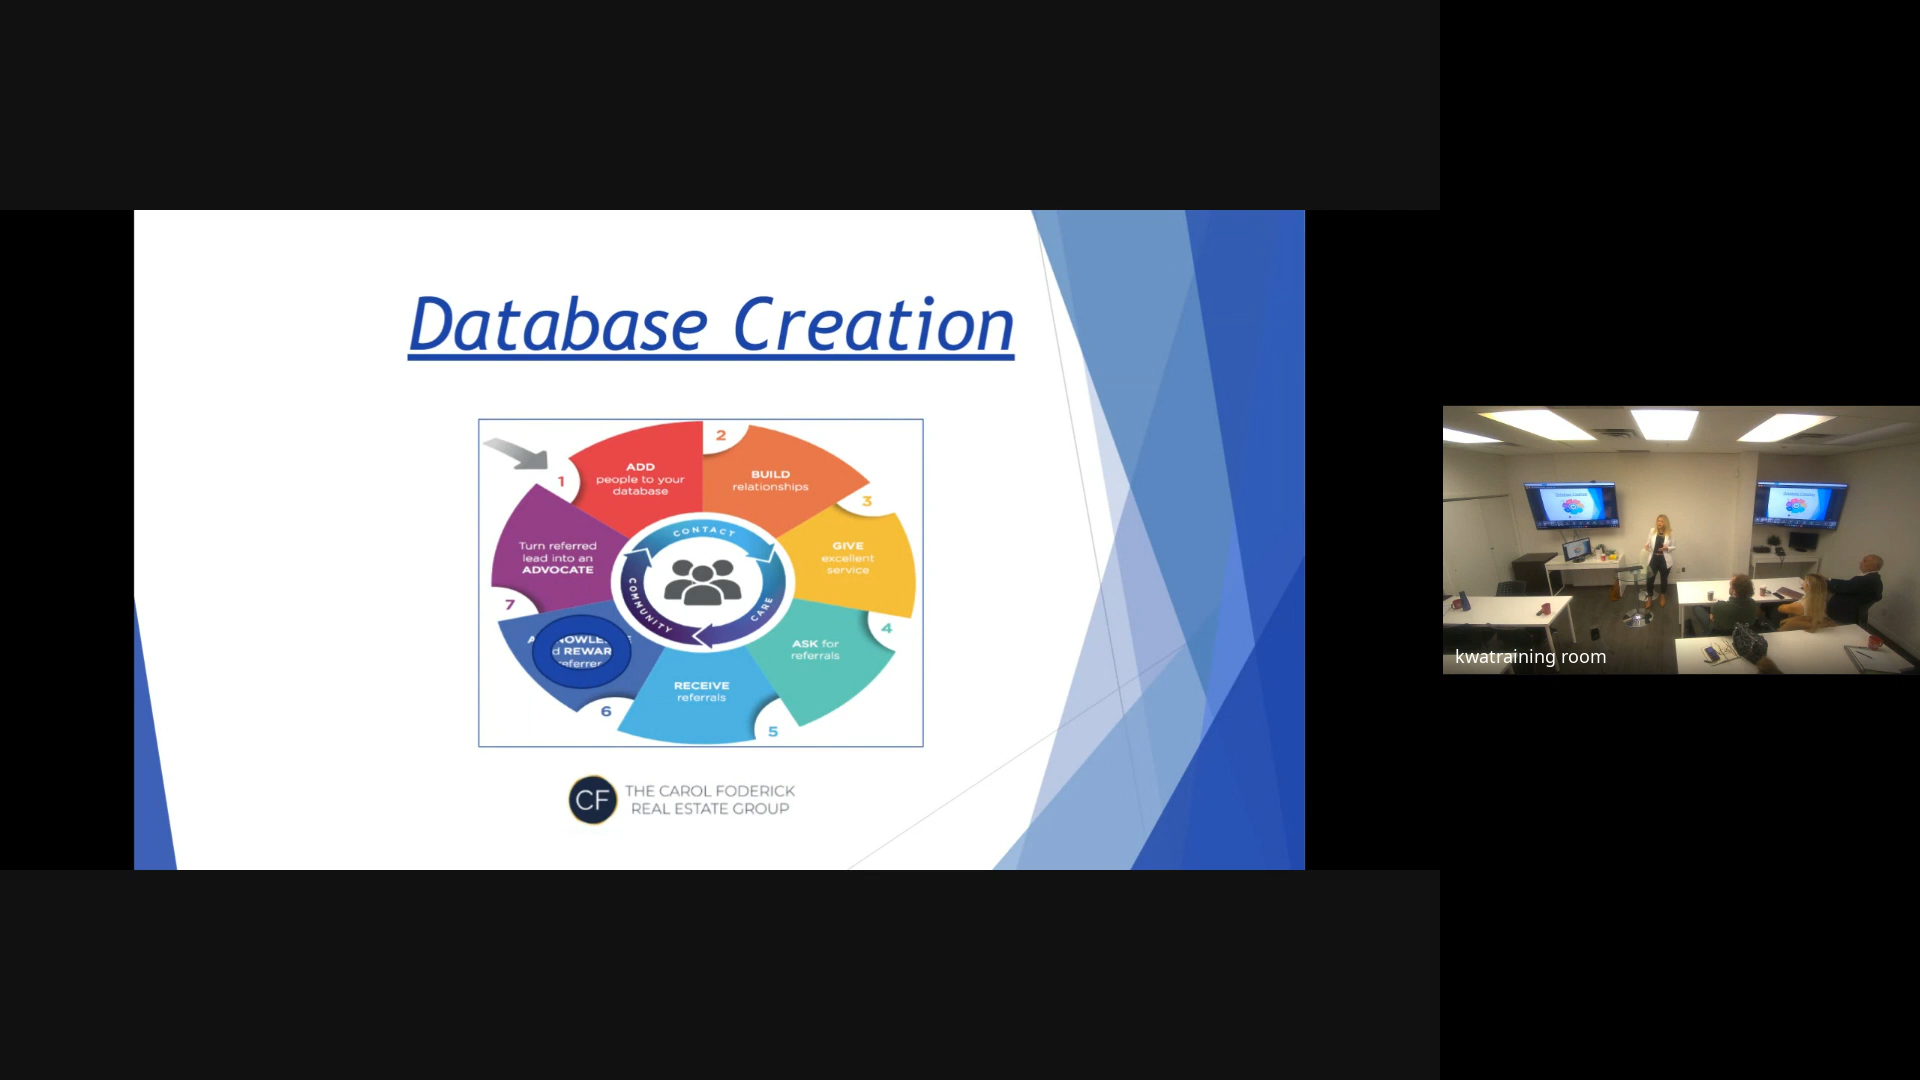 Database Creation
1
ADD
people to your
database
2
BUILD
relationships
3
GIVE
excellent
service
4
ASK for
referrals
5
RECEIVE
referrals
6
d REWAR
eferrer
7
Turn referred
lead into an
ADVOCATE
CONTACT
CARE
COMMUNITY
CF
THE CAROL FODERICK
REAL ESTATE GROUP
kwatraining room